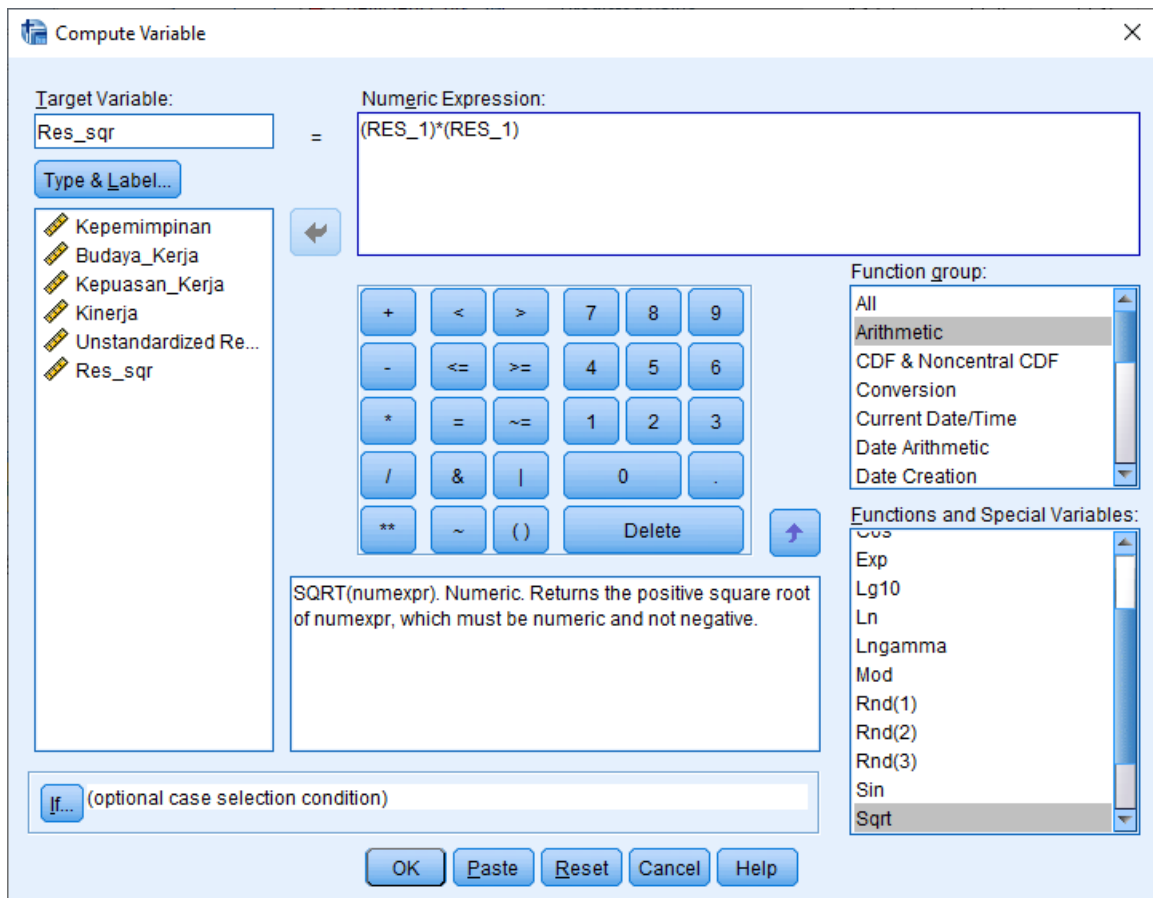 Compute Variable
Target Variable:
Res_sqr
=
Numeric Expression:
(RES_1)*(RES_1)
Type & Label...
Kepemimpinan
Budaya_Kerja
Kepuasan_Kerja
Kinerja
Unstandardized Re...
Res_sqr
+ < > 7 8 9
- <= >= 4 5 6
* = ~= 1 2 3
/ & | 0 .
** ~ ( ) Delete
Function group:
All
Arithmetic
CDF & Noncentral CDF
Conversion
Current Date/Time
Date Arithmetic
Date Creation
SQRT(numexpr). Numeric. Returns the positive square root
of numexpr, which must be numeric and not negative.
Functions and Special Variables:
Cos
Exp
Lg10
Ln
Lngamma
Mod
Rnd(1)
Rnd(2)
Rnd(3)
Sin
Sqrt
If... (optional case selection condition)
OK Paste Reset Cancel Help